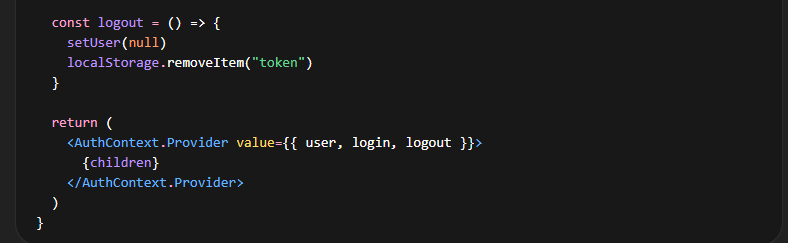 const logout = () => {
setUser(null)
localStorage.removeItem("token")
}
return (
<AuthContext.Provider value={{ user, login, logout }}>
{children}
</AuthContext.Provider>
)
}